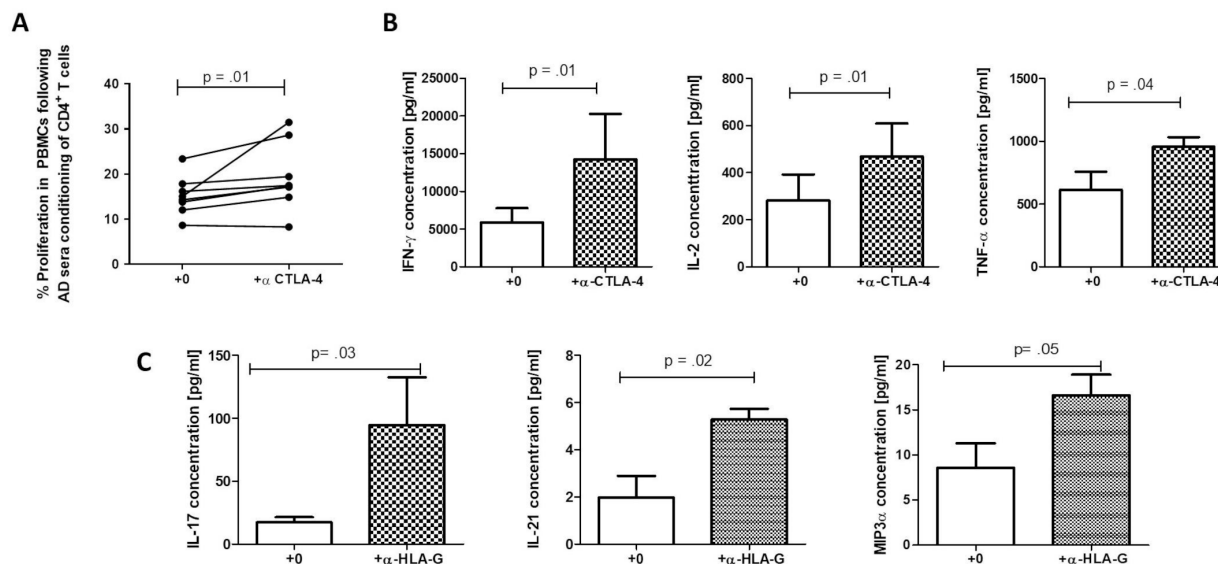 A
% Proliferation in PBMCs following
AD sera conditioning of CD4+ T cells
40
30
20
10
0
p = .01
+0
+α CTLA-4
B
IFN-γ concentration [pg/ml]
25000
20000
15000
10000
5000
0
p = .01
+0
+α-CTLA-4
IL-2 concenttration [pg/ml]
800
600
400
200
0
p = .01
+0
+α-CTLA-4
TNF-α concentration [pg/ml]
1500
1000
500
0
p = .04
+0
+α-CTLA-4
C
IL-17 concentration [pg/ml]
150
100
50
0
p= .03
+0
+α-HLA-G
IL-21 concentration [pg/ml]
8
6
4
2
0
p = .02
+0
+α-HLA-G
MIP3α concentration [pg/ml]
20
15
10
5
0
p= .05
+0
+α-HLA-G